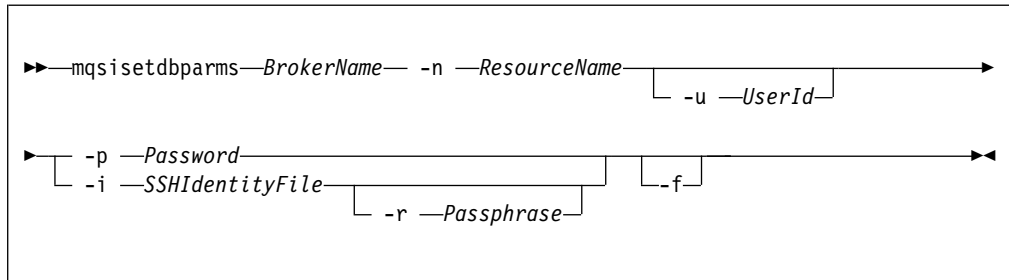 mqsisetdbparms BrokerName -n ResourceName
-u UserId
-p Password
-i SSHIdentityFile -f
-r Passphrase